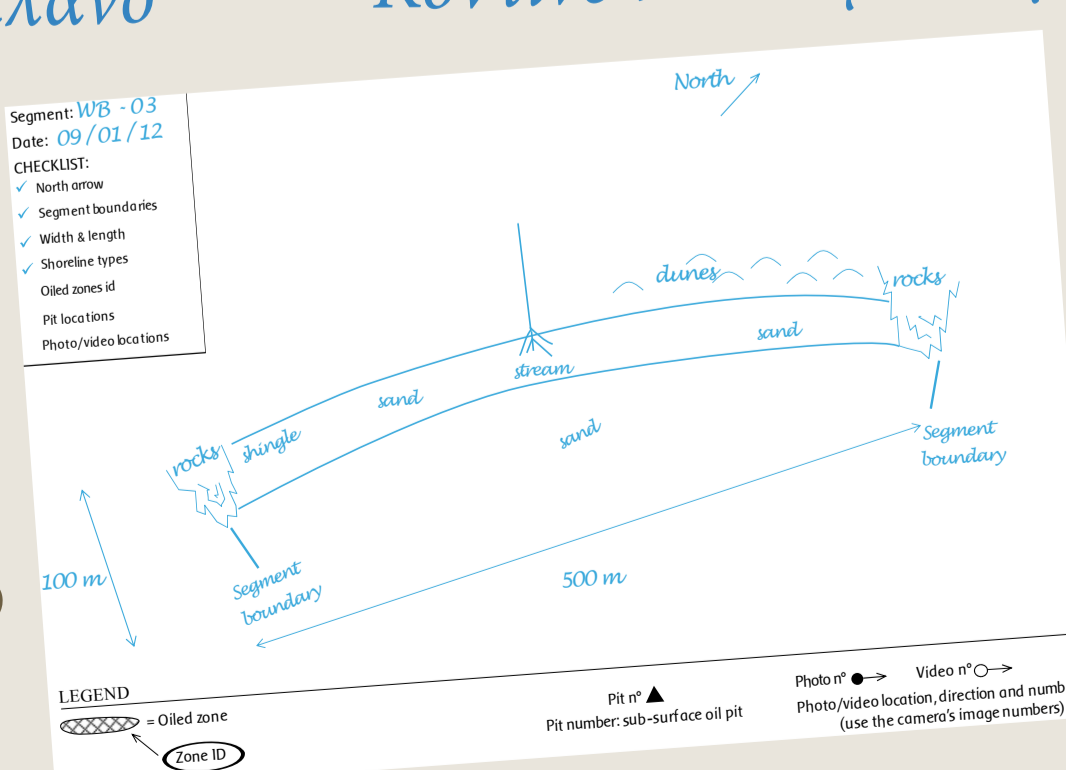 Segment: WB - 03
Date: 09/01/12
CHECKLIST:
✓ North arrow
✓ Segment boundaries
✓ Width & length
✓ Shoreline types
Oiled zones id
Pit locations
Photo/video locations
North
dunes
rocks
sand
stream
sand
sand
shingle
rocks
Segment
boundary
100 m
Segment
boundary
500 m
LEGEND
= Oiled zone
Zone ID
Pit nº
Pit number: sub-surface oil pit
Photo nº
Video nº
Photo/video location, direction and numb
(use the camera's image numbers)